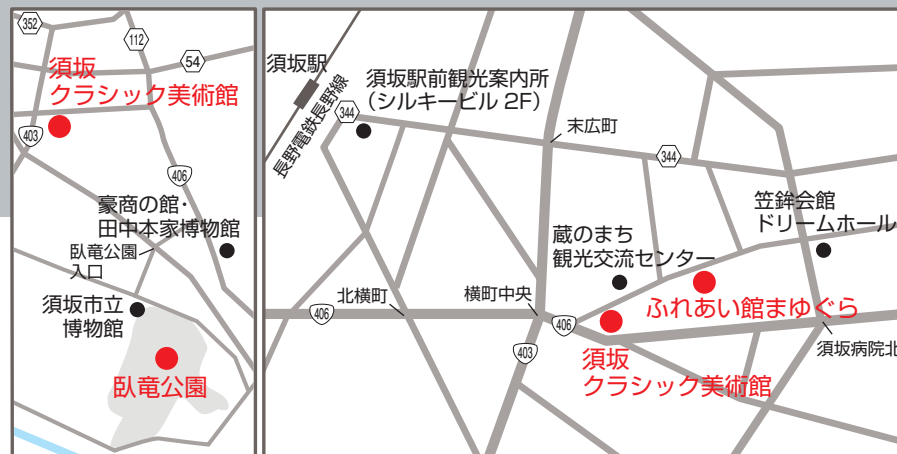 352
112
54
須坂
クラシック美術館
403
406
豪商の館・
田中本家博物館
臥竜公園
入口
須坂市立
博物館
臥竜公園
須坂駅
長野電鉄長野線
須坂駅前観光案内所
（シルキービル 2F）
344
末広町
344
笠鉾会館
ドリームホール
蔵のまち
観光交流センター
北横町
横町中央
ふれあい館まゆぐら
406
406
403
須坂
クラシック美術館
須坂病院北